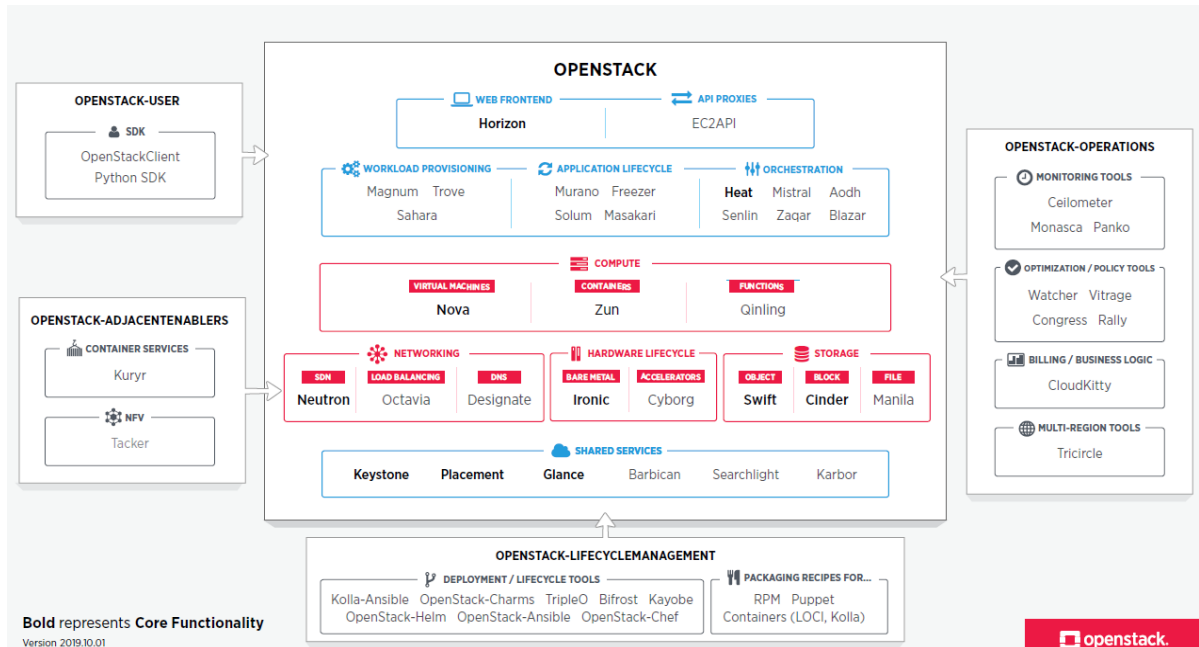 OPENSTACK
WEB FRONTEND
Horizon
API PROXIES
EC2API
WORKLOAD PROVISIONING
Magnum Trove
Sahara
APPLICATION LIFECYCLE
Murano Freezer
Solum Masakari
ORCHESTRATION
Heat Mistral Aodh
Senlin Zaqar Blazar
COMPUTE
VIRTUAL MACHINES
Nova
CONTAINERS
Zun
FUNCTIONS
Qinling
NETWORKING
SDN
Neutron
LOAD BALANCING
Octavia
DNS
Designate
HARDWARE LIFECYCLE
BARE METAL
Ironic
ACCELERATORS
Cyborg
STORAGE
OBJECT
Swift
BLOCK
Cinder
FILE
Manila
SHARED SERVICES
Keystone Placement Glance Barbican Searchlight Karbor
OPENSTACK-USER
SDK
OpenStackClient
Python SDK
OPENSTACK-ADJACENTENABLERS
CONTAINER SERVICES
Kuryr
NFV
Tacker
OPENSTACK-OPERATIONS
MONITORING TOOLS
Ceilometer
Monasca Panko
OPTIMIZATION / POLICY TOOLS
Watcher Vitrage
Congress Rally
BILLING / BUSINESS LOGIC
CloudKitty
MULTI-REGION TOOLS
Tricircle
OPENSTACK-LIFECYCLEMANAGEMENT
DEPLOYMENT / LIFECYCLE TOOLS
Kolla-Ansible OpenStack-Charms TripleO Bifrost Kayobe
OpenStack-Helm OpenStack-Ansible OpenStack-Chef
PACKAGING RECIPES FOR...
RPM Puppet
Containers (LOCI, Kolla)
Bold represents Core Functionality
Version 2019.10.01
openstack.